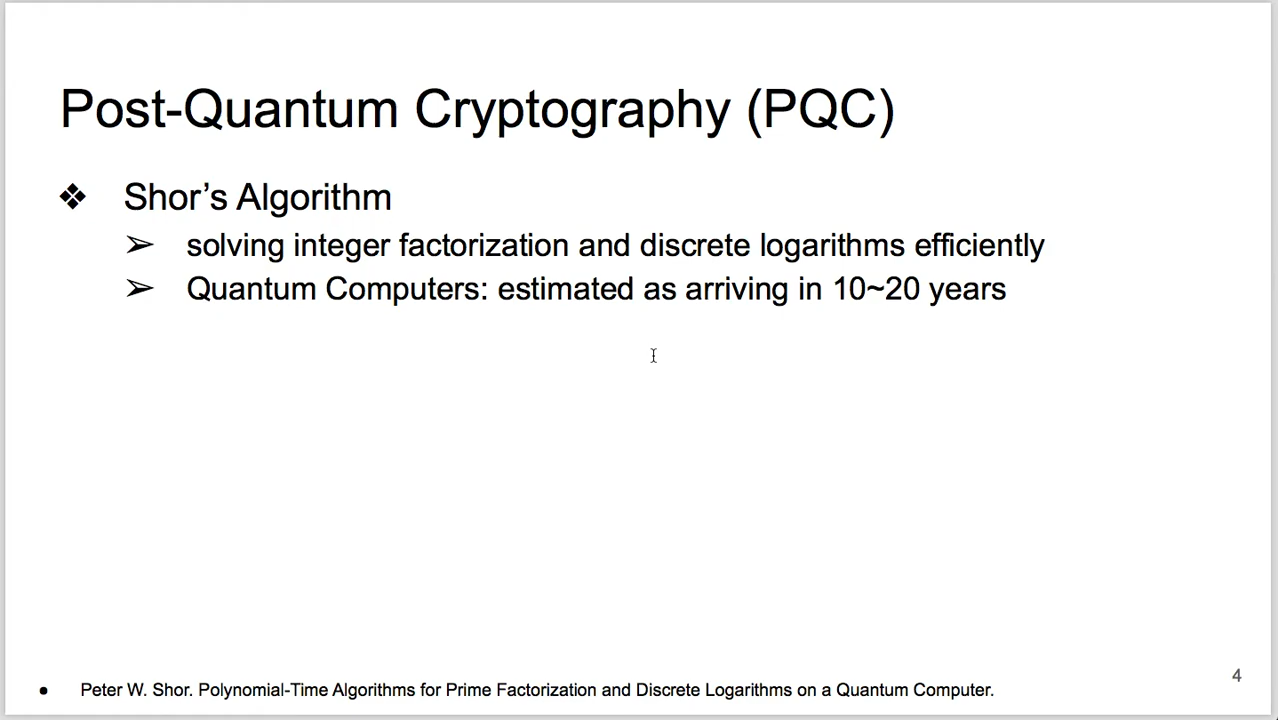 Post-Quantum Cryptography (PQC)
❖ Shor’s Algorithm
➢ solving integer factorization and discrete logarithms efficiently
➢ Quantum Computers: estimated as arriving in 10~20 years
4
● Peter W. Shor. Polynomial-Time Algorithms for Prime Factorization and Discrete Logarithms on a Quantum Computer.